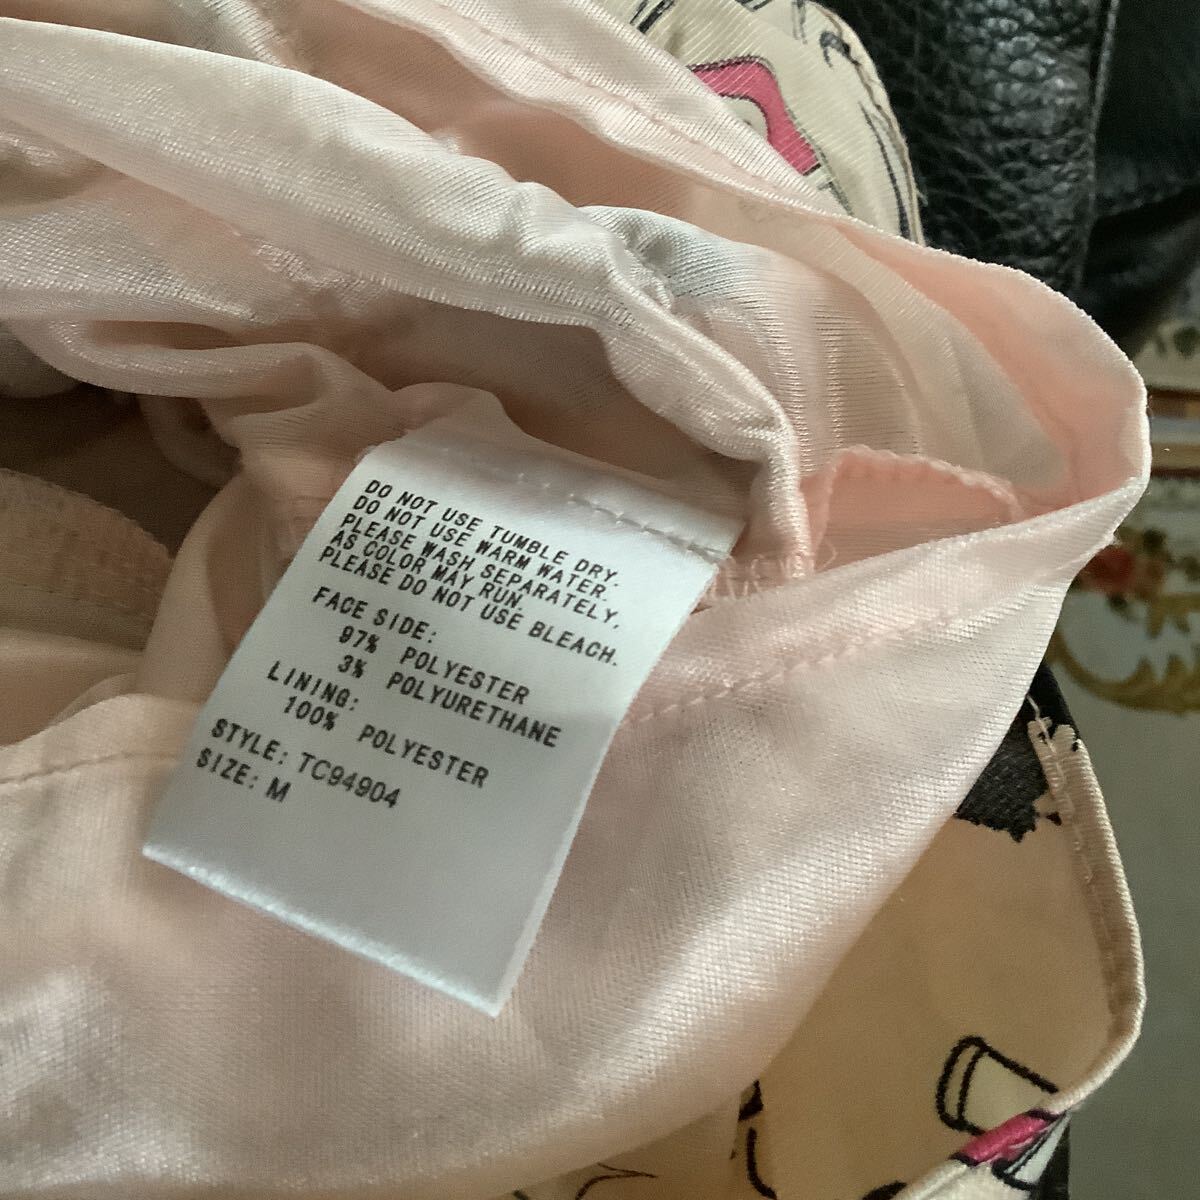 DO NOT USE TUMBLE DRY.
DO NOT USE WARM WATER.
PLEASE WASH SEPARATELY,
AS COLOR MAY RUN.
PLEASE DO NOT USE BLEACH.
FACE SIDE:
97% POLYESTER
3% POLYURETHANE
LINING:
100% POLYESTER
STYLE: TC94904
SIZE: M